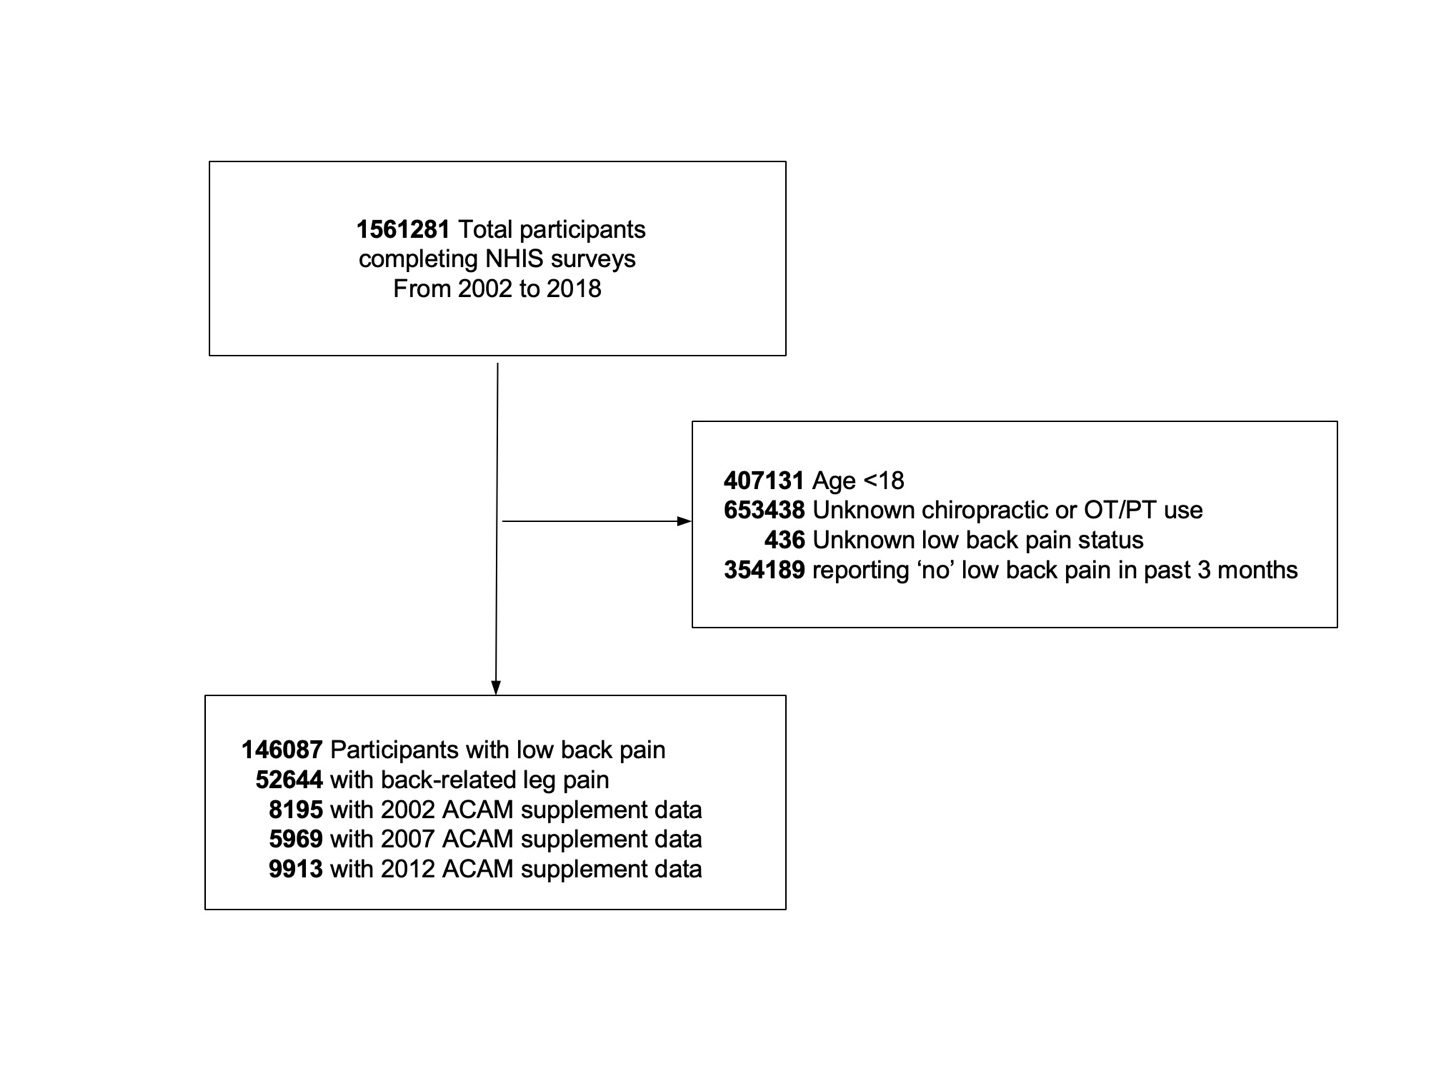 1561281 Total participants
completing NHIS surveys
From 2002 to 2018
407131 Age <18
653438 Unknown chiropractic or OT/PT use
436 Unknown low back pain status
354189 reporting ‘no’ low back pain in past 3 months
146087 Participants with low back pain
52644 with back-related leg pain
8195 with 2002 ACAM supplement data
5969 with 2007 ACAM supplement data
9913 with 2012 ACAM supplement data